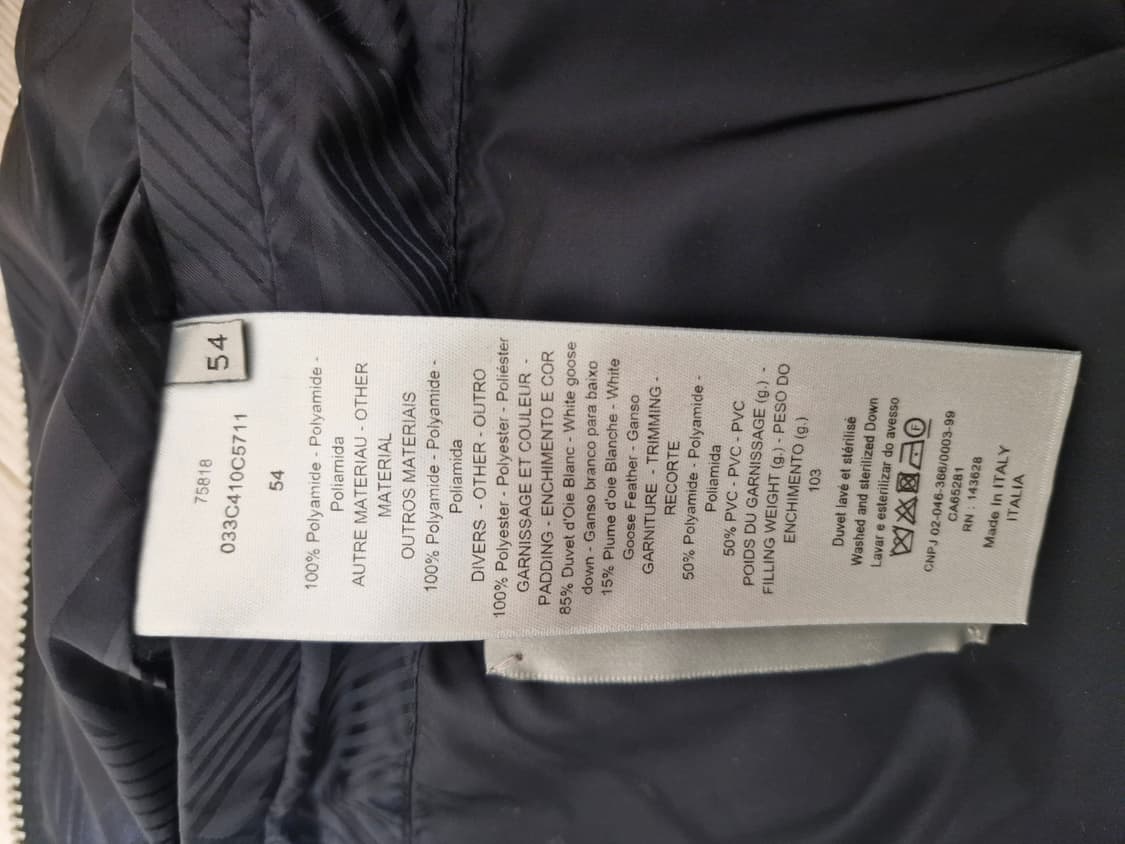 54
75818
033C410C5711
54
100% Polyamide - Polyamide -
Poliamida
AUTRE MATERIAU - OTHER
MATERIAL
OUTROS MATERIAIS
100% Polyamide - Polyamide -
Poliamida
DIVERS - OTHER - OUTRO
100% Polyester - Polyester - Poliéster
GARNISSAGE ET COULEUR -
PADDING - ENCHIMENTO E COR
85% Duvet d'Oie Blanc - White goose
down - Ganso branco para baixo
15% Plume d'oie Blanche - White
Goose Feather - Ganso
GARNITURE - TRIMMING -
RECORTE
50% Polyamide - Polyamide -
Poliamida
50% PVC - PVC - PVC
POIDS DU GARNISSAGE (g.) -
FILLING WEIGHT (g.) - PESO DO
ENCHIMENTO (g.)
103
Duvet lavé et stérilisé
Washed and sterilized Down
Lavar e esterilizar do avesso
F
CNPJ 02-046-366/0003-99
CA65281
RN : 143628
Made in ITALY
ITALIA